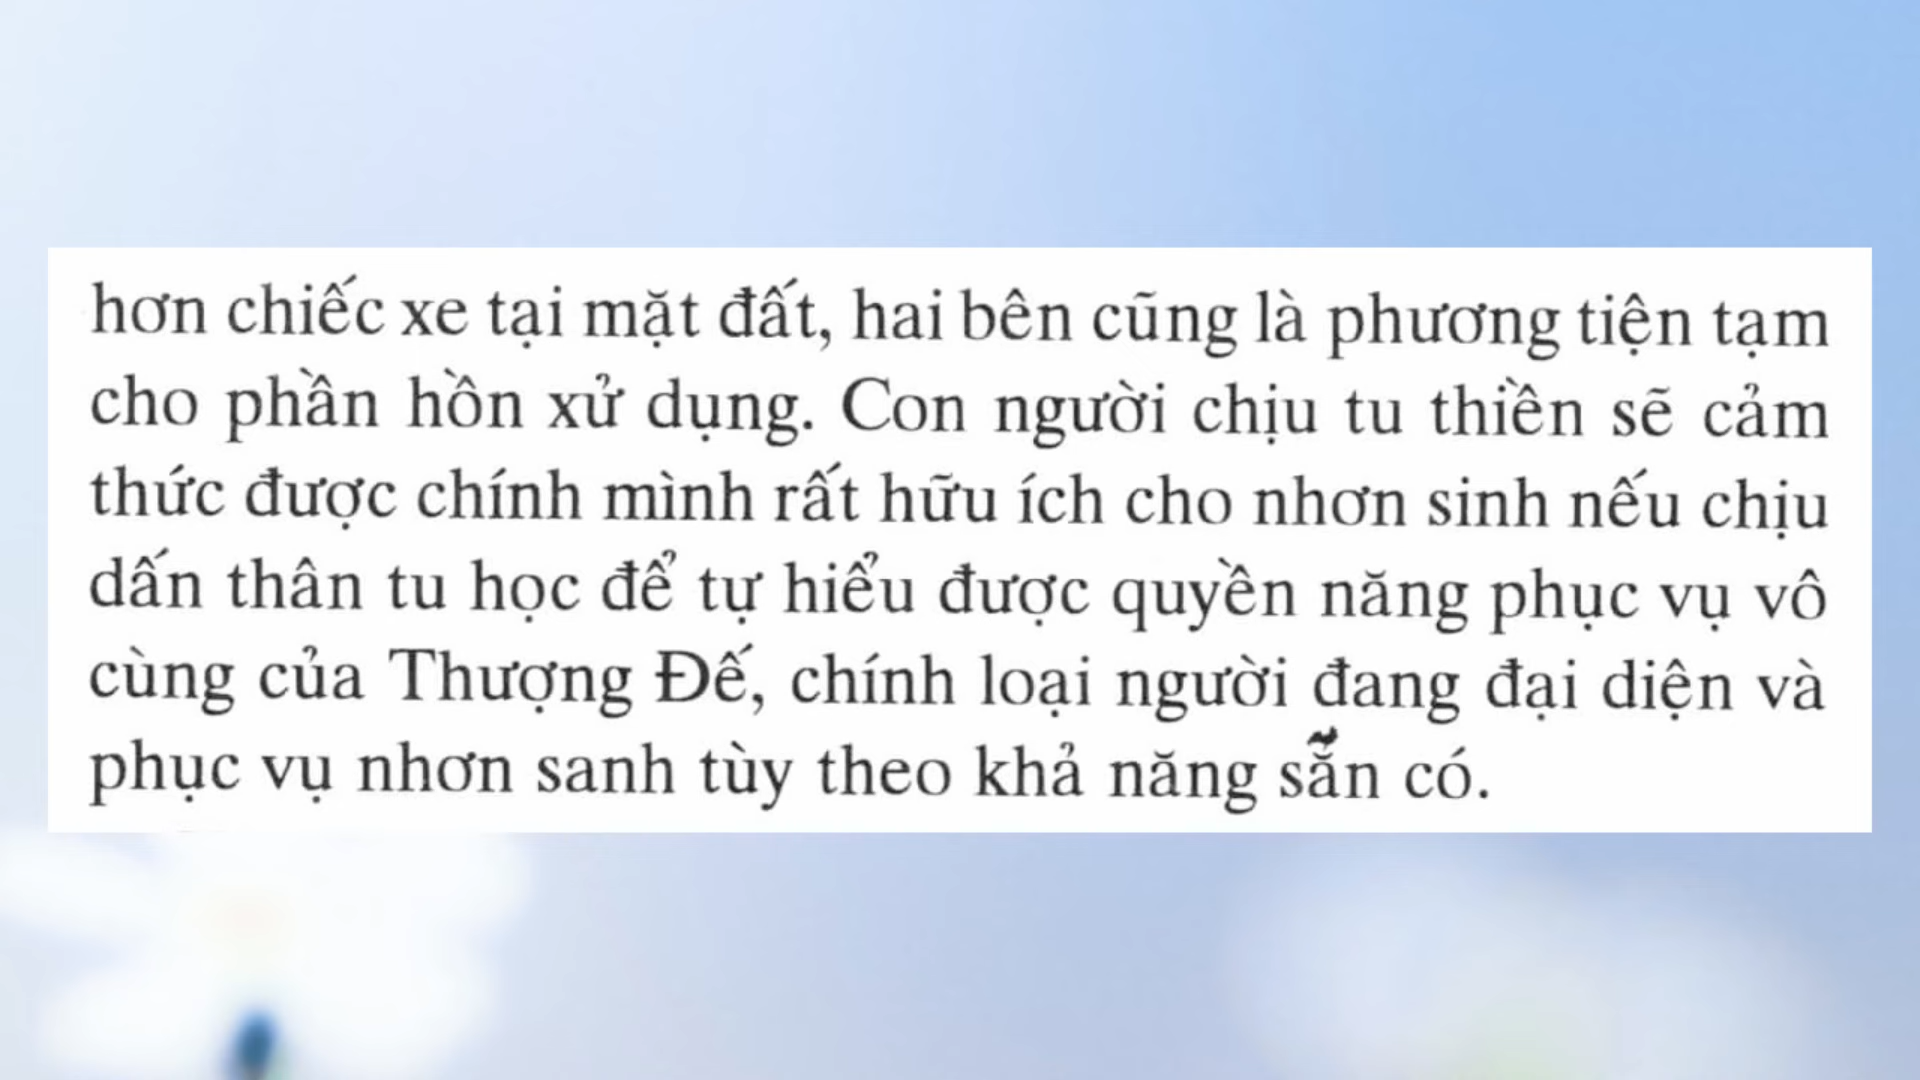 hơn chiếc xe tại mặt đất, hai bên cũng là phương tiện tạm
cho phần hồn xử dụng. Con người chịu tu thiền sẽ cảm
thức được chính mình rất hữu ích cho nhơn sinh nếu chịu
dấn thân tu học để tự hiểu được quyền năng phục vụ vô
cùng của Thượng Đế, chính loại người đang đại diện và
phục vụ nhơn sanh tùy theo khả năng sẵn có.